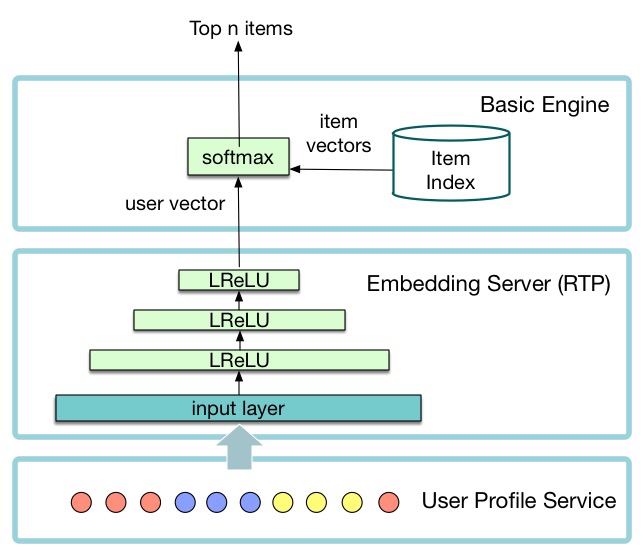 Top n items
Basic Engine
item
vectors
softmax
Item
Index
user vector
LReLU
Embedding Server (RTP)
LReLU
LReLU
input layer
User Profile Service